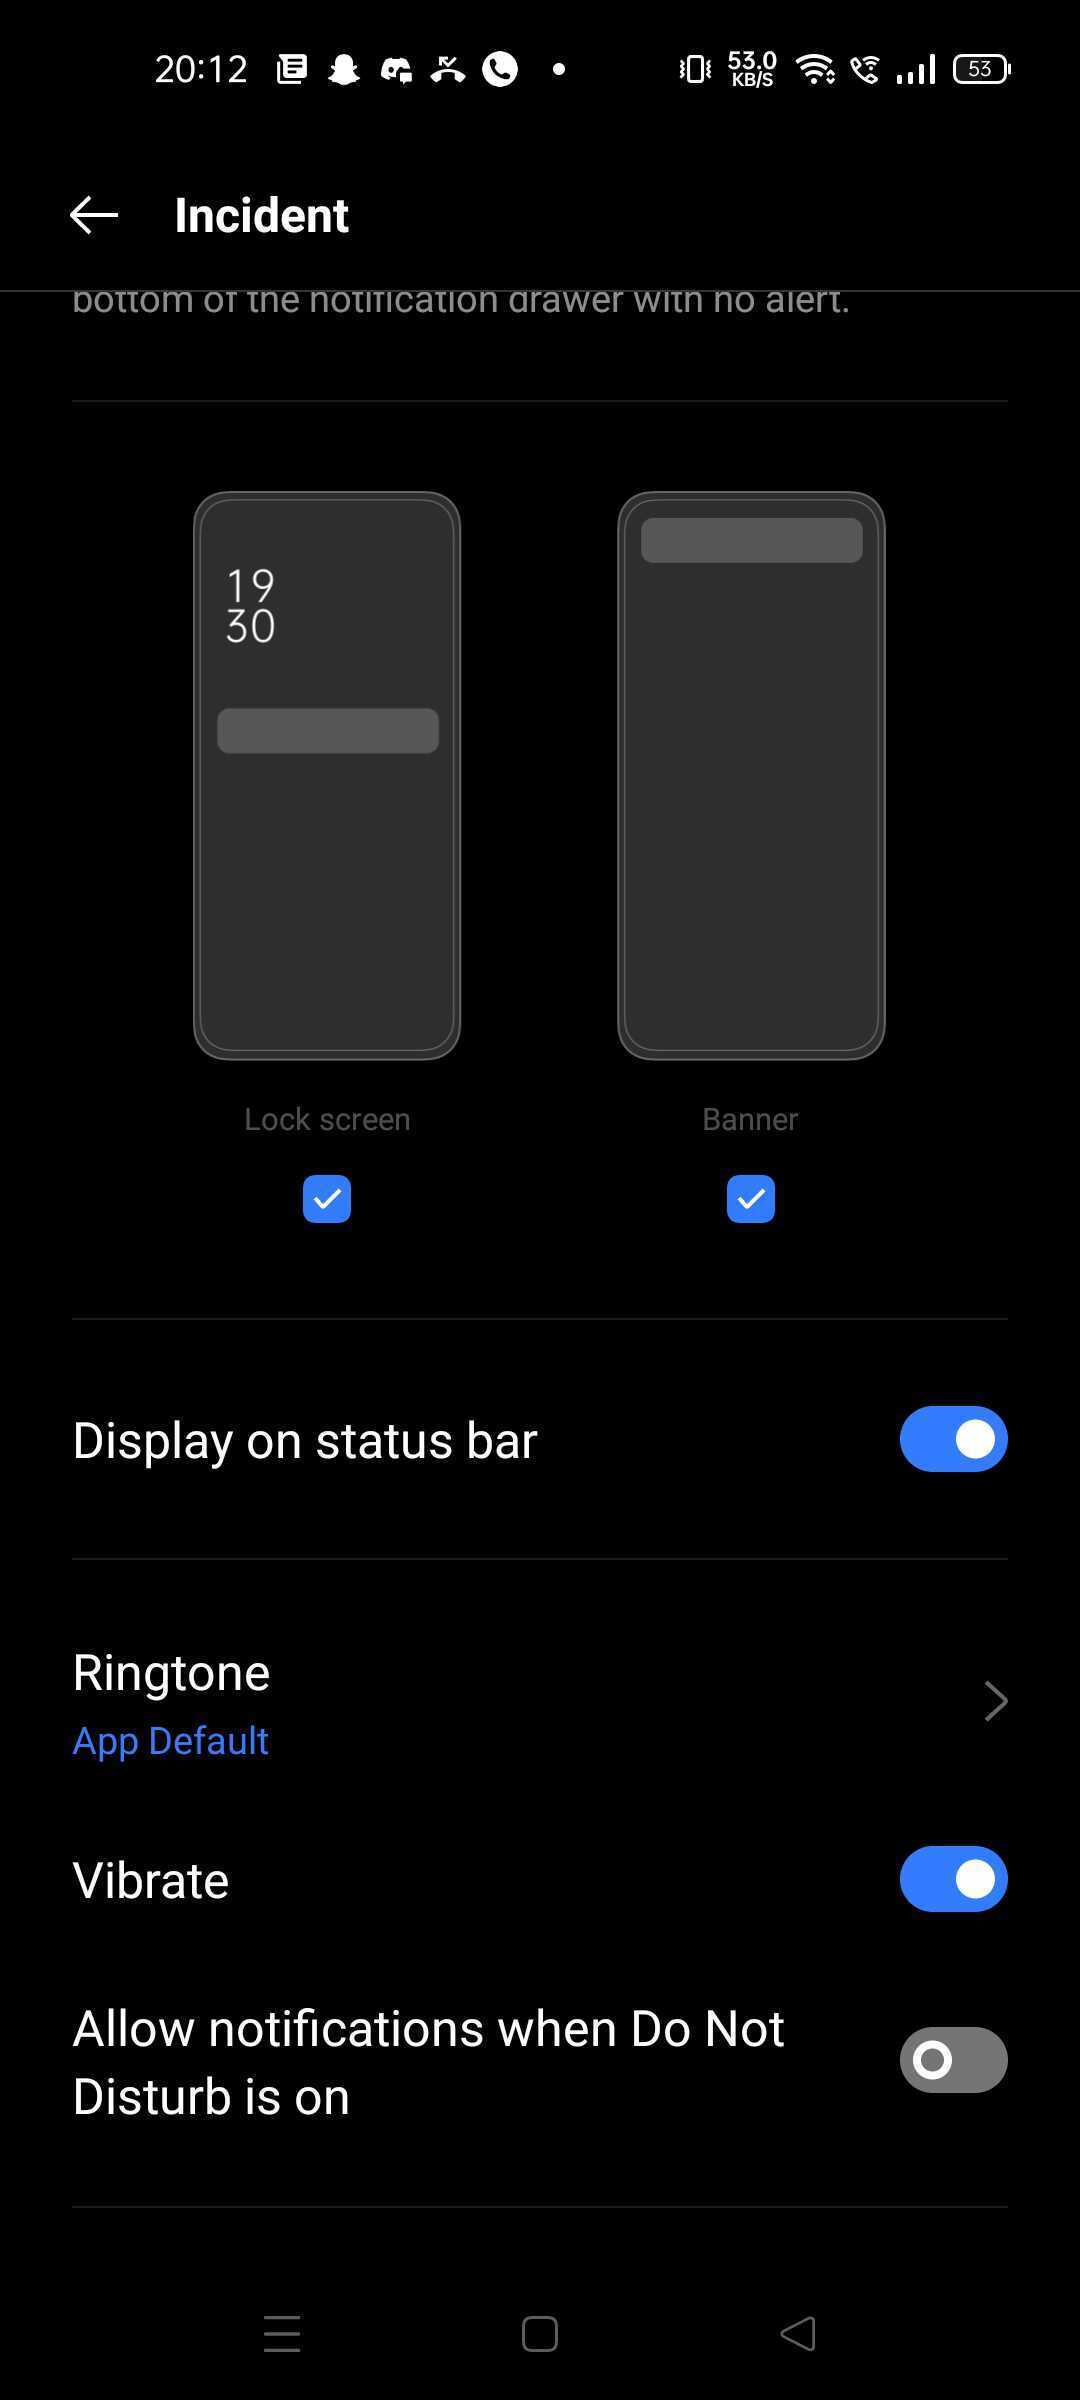 20:12
53.0
KB/S
53
Incident
bottom of the notification drawer with no alert.
19
30
Lock screen
Banner
Display on status bar
Ringtone
App Default
Vibrate
Allow notifications when Do Not
Disturb is on